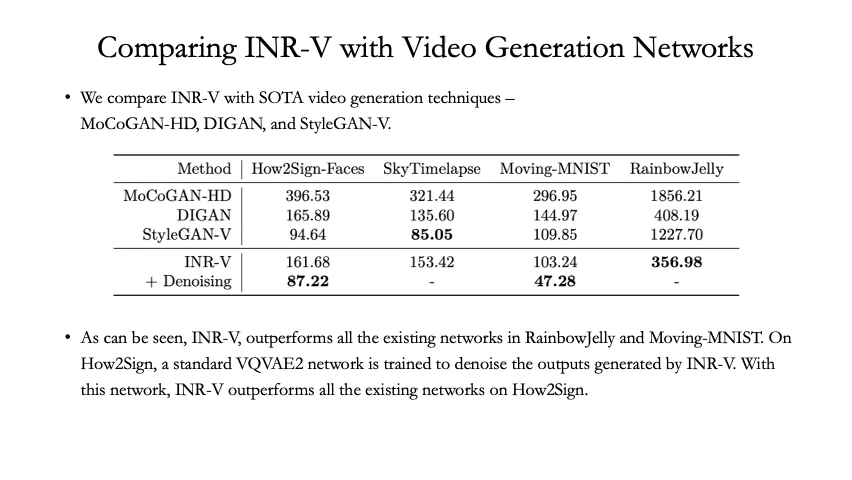 Comparing INR-V with Video Generation Networks
• We compare INR-V with SOTA video generation techniques –
MoCoGAN-HD, DIGAN, and StyleGAN-V.
Method How2Sign-Faces SkyTimelapse Moving-MNIST RainbowJelly
MoCoGAN-HD 396.53 321.44 296.95 1856.21
DIGAN 165.89 135.60 144.97 408.19
StyleGAN-V 94.64 85.05 109.85 1227.70
INR-V 161.68 153.42 103.24 356.98
+ Denoising 87.22 - 47.28 -
• As can be seen, INR-V, outperforms all the existing networks in RainbowJelly and Moving-MNIST. On
How2Sign, a standard VQVAE2 network is trained to denoise the outputs generated by INR-V. With
this network, INR-V outperforms all the existing networks on How2Sign.